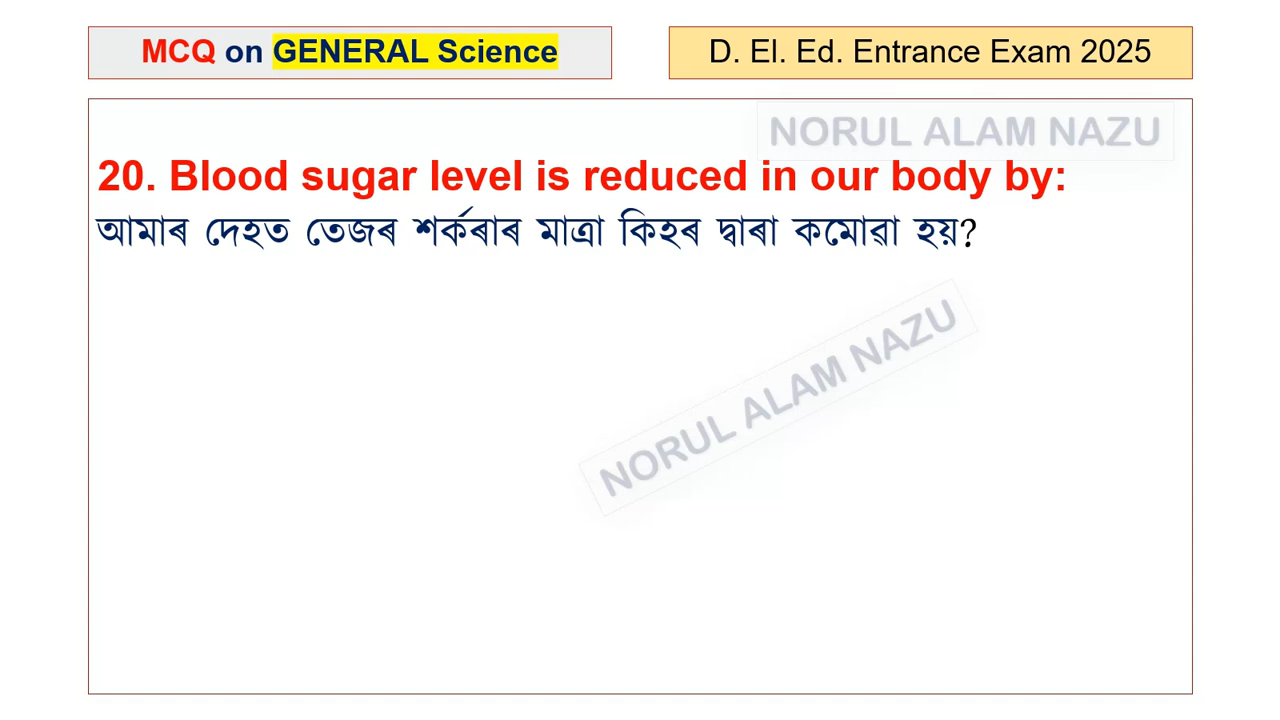 MCQ on GENERAL Science
D. El. Ed. Entrance Exam 2025
NORUL ALAM NAZU
20. Blood sugar level is reduced in our body by:
আমাৰ দেহত তেজৰ শৰ্কৰাৰ মাত্ৰা কিহৰ দ্বাৰা কমোৱা হয়?
NORUL ALAM NAZU